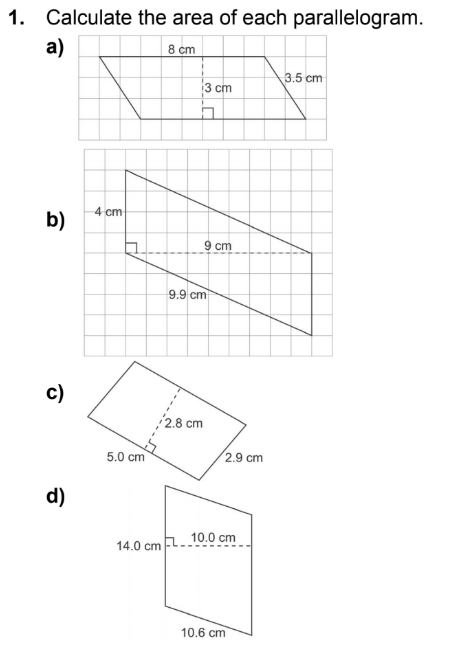 1. Calculate the area of each parallelogram.
a)
8 cm
3 cm
3.5 cm
b)
4 cm
9 cm
9.9 cm
c)
2.8 cm
5.0 cm
2.9 cm
d)
14.0 cm
10.0 cm
10.6 cm